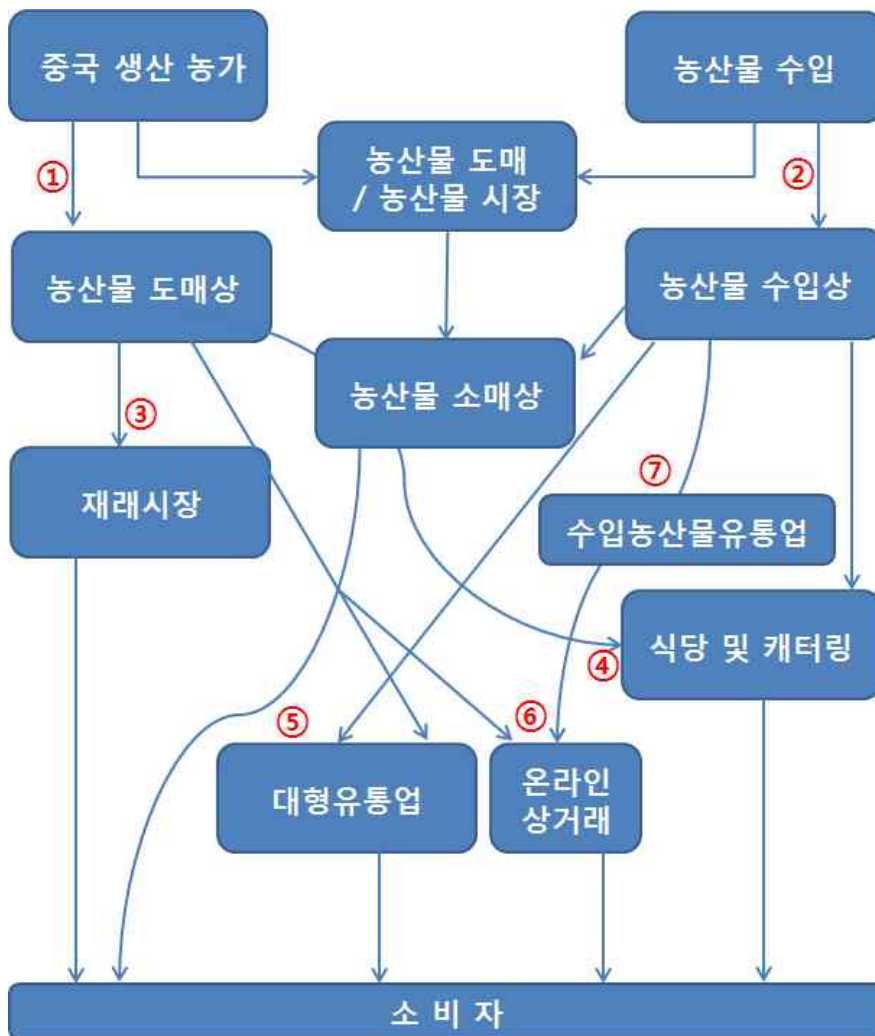 중국 생산 농가
농산물 수입
농산물 도매
/ 농산물 시장
①
②
농산물 도매상
농산물 수입상
농산물 소매상
③
재래시장
⑦
수입농산물유통업
④
식당 및 캐터링
⑤
⑥
대형유통업
온라인
상거래
소 비 자